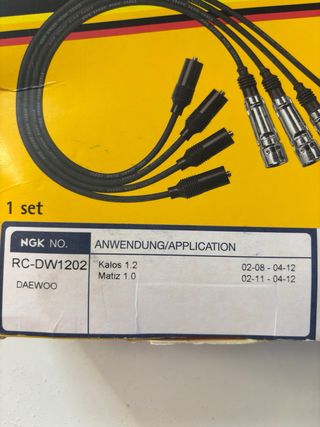 1 set
NGK NO. ANWENDUNG/APPLICATION
RC-DW1202 Kalos 1.2 02-08 - 04-12
DAEWOO Matiz 1.0 02-11 - 04-12